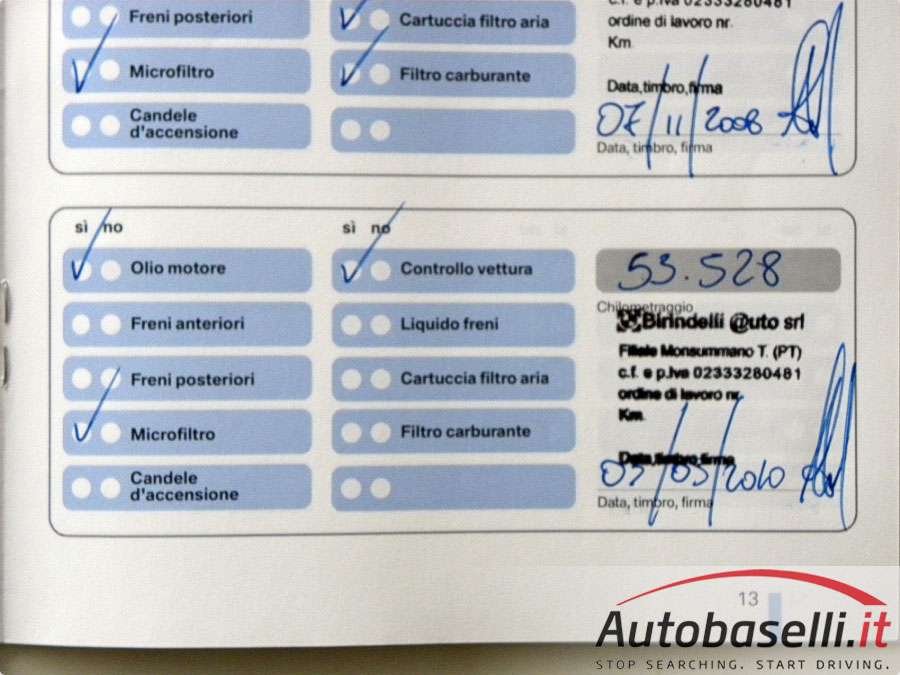 Freni posteriori
Microfiltro
Candele
d'accensione
Cartuccia filtro aria
Filtro carburante
c.f. e p.Iva 02333280481
ordine di lavoro nr.
Km.
Data,timbro,firma
07/11/2008
Data, timbro, firma
sì no
Olio motore
Freni anteriori
Freni posteriori
Microfiltro
Candele
d'accensione
sì no
Controllo vettura
Liquido freni
Cartuccia filtro aria
Filtro carburante
53.528
Chilometraggio
Birindelli @uto srl
Filiale Monsummano T. (PT)
c.f. e p.Iva 02333280481
ordine di lavoro nr.
Km.
Data,timbro,firma
Data, timbro, firma
13
Autobaselli.it
STOP SEARCHING. START DRIVING.